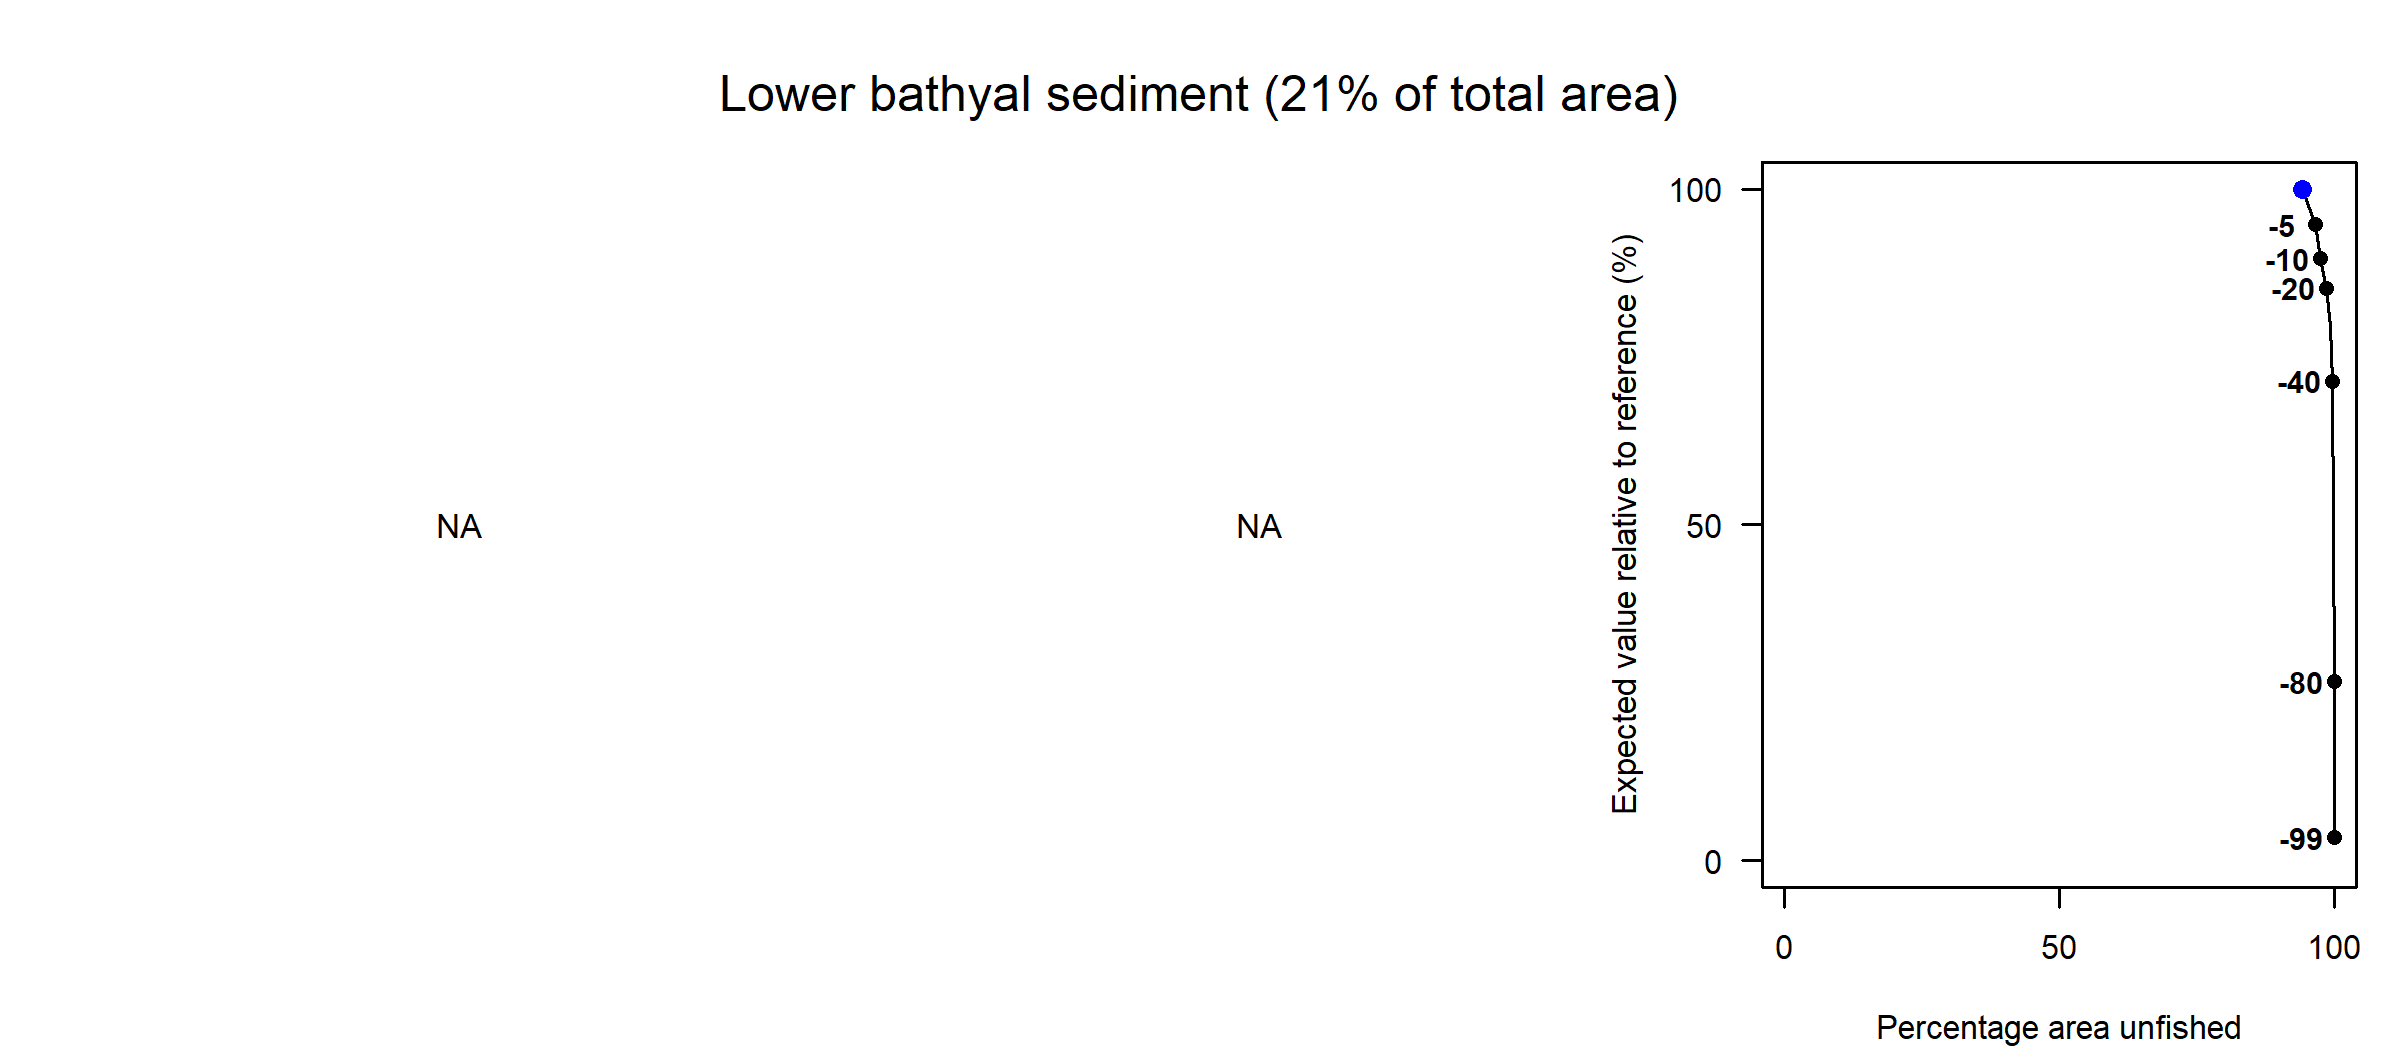 Lower bathyal sediment (21% of total area)
NA
NA
Expected value relative to reference (%)
100
50
0
-5
-10
-20
-40
-80
-99
0 50 100
Percentage area unfished